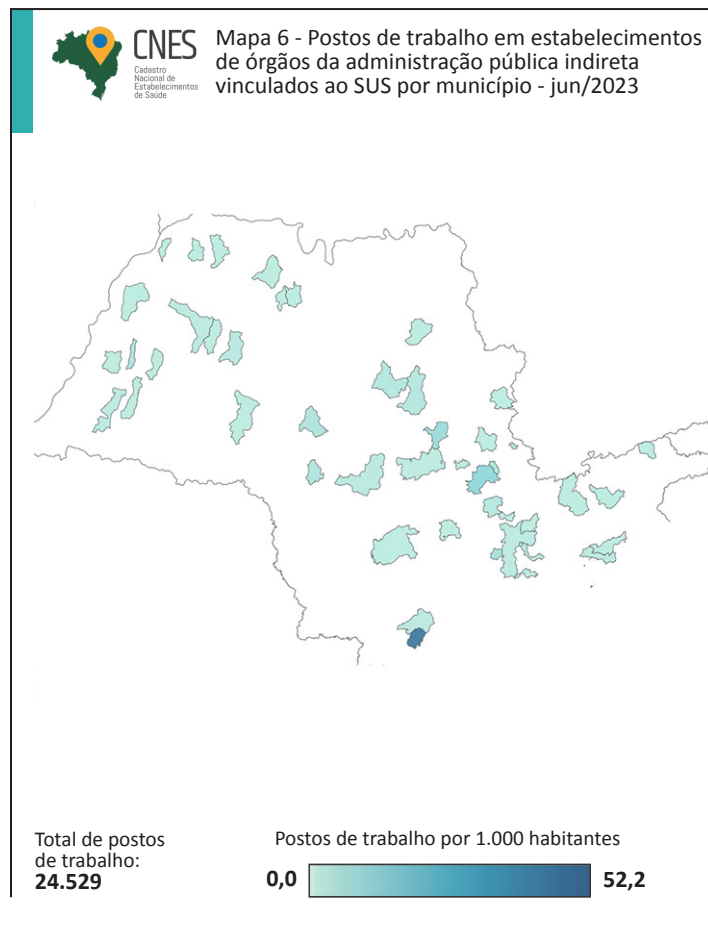 CNES
Cadastro
Nacional de
Estabelecimentos
de Saúde
Mapa 6 - Postos de trabalho em estabelecimentos
de órgãos da administração pública indireta
vinculados ao SUS por município - jun/2023
Total de postos
de trabalho:
24.529
Postos de trabalho por 1.000 habitantes
0,0
52,2